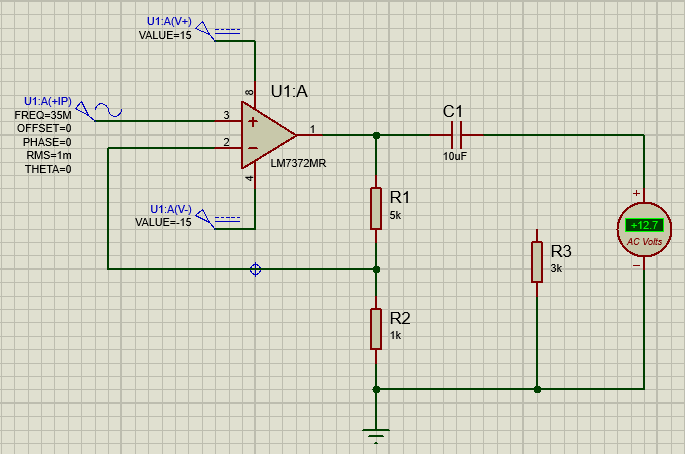 U1:A(V+)
VALUE=15
U1:A
8
U1:A(+IP)
FREQ=35M
OFFSET=0
PHASE=0
RMS=1m
THETA=0
3
2
1
4
LM7372MR
C1
10uF
U1:A(V-)
VALUE=-15
R1
5k
+
+12.7
AC Volts
R3
3k
R2
1k